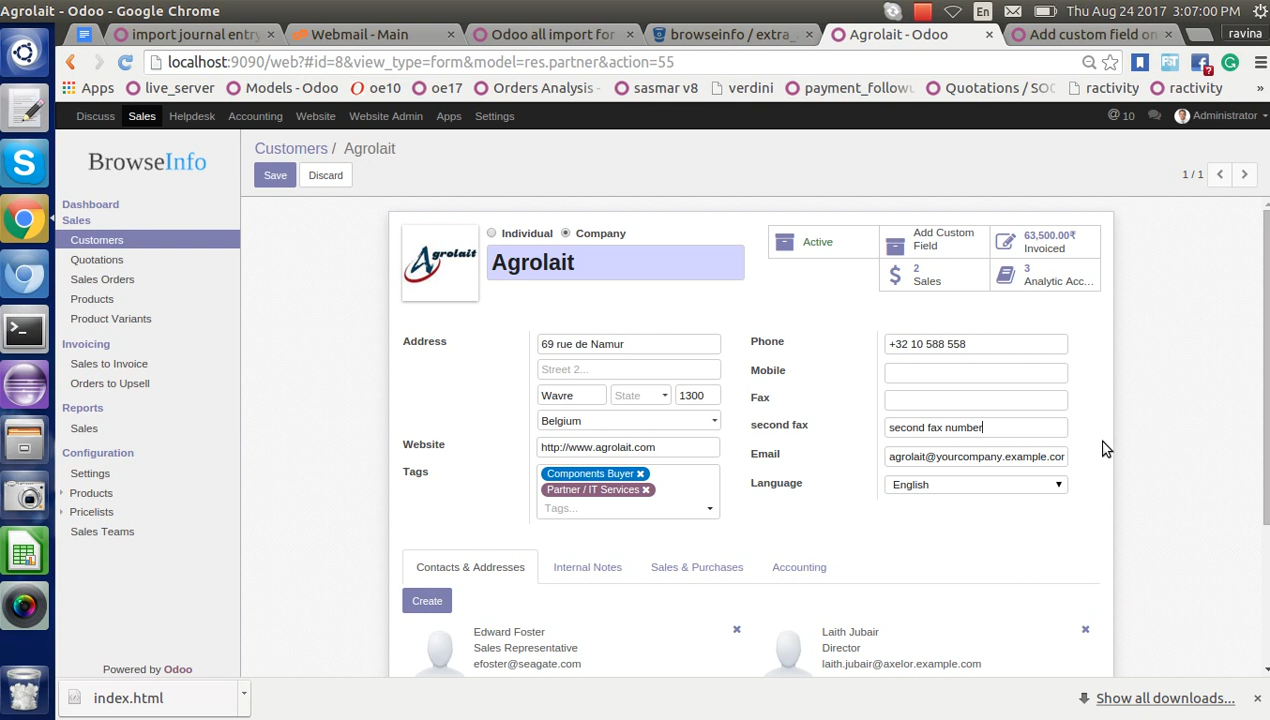 Agrolait - Odoo - Google Chrome
En
Thu Aug 24 2017 3:07:00 PM
import journal entry
Webmail - Main
Odoo all import for
browseinfo / extra_
Agrolait - Odoo
Add custom field on
ravina
localhost:9090/web?#id=8&view_type=form&model=res.partner&action=55
Apps
live_server
Models - Odoo
oe10
oe17
Orders Analysis -
sasmar v8
verdini
payment_followu
Quotations / SO
ractivity
ractivity
»
Discuss
Sales
Helpdesk
Accounting
Website
Website Admin
Apps
Settings
@ 10
Administrator
BrowseInfo
Dashboard
Sales
Customers
Quotations
Sales Orders
Products
Product Variants
Invoicing
Sales to Invoice
Orders to Upsell
Reports
Sales
Configuration
Settings
Products
Pricelists
Sales Teams
Powered by Odoo
Customers / Agrolait
Save
Discard
1 / 1
Agrolait
Individual
Company
Agrolait
Active
Add Custom
Field
63,500.00₹
Invoiced
2
Sales
3
Analytic Acc...
Address
69 rue de Namur
Street 2...
Wavre
State
1300
Belgium
Website
http://www.agrolait.com
Tags
Components Buyer ✖
Partner / IT Services ✖
Tags...
Phone
+32 10 588 558
Mobile
Fax
second fax
second fax number
Email
agrolait@yourcompany.example.cor
Language
English
Contacts & Addresses
Internal Notes
Sales & Purchases
Accounting
Create
Edward Foster
Sales Representative
efoster@seagate.com
Laith Jubair
Director
laith.jubair@axelor.example.com
index.html
Show all downloads...